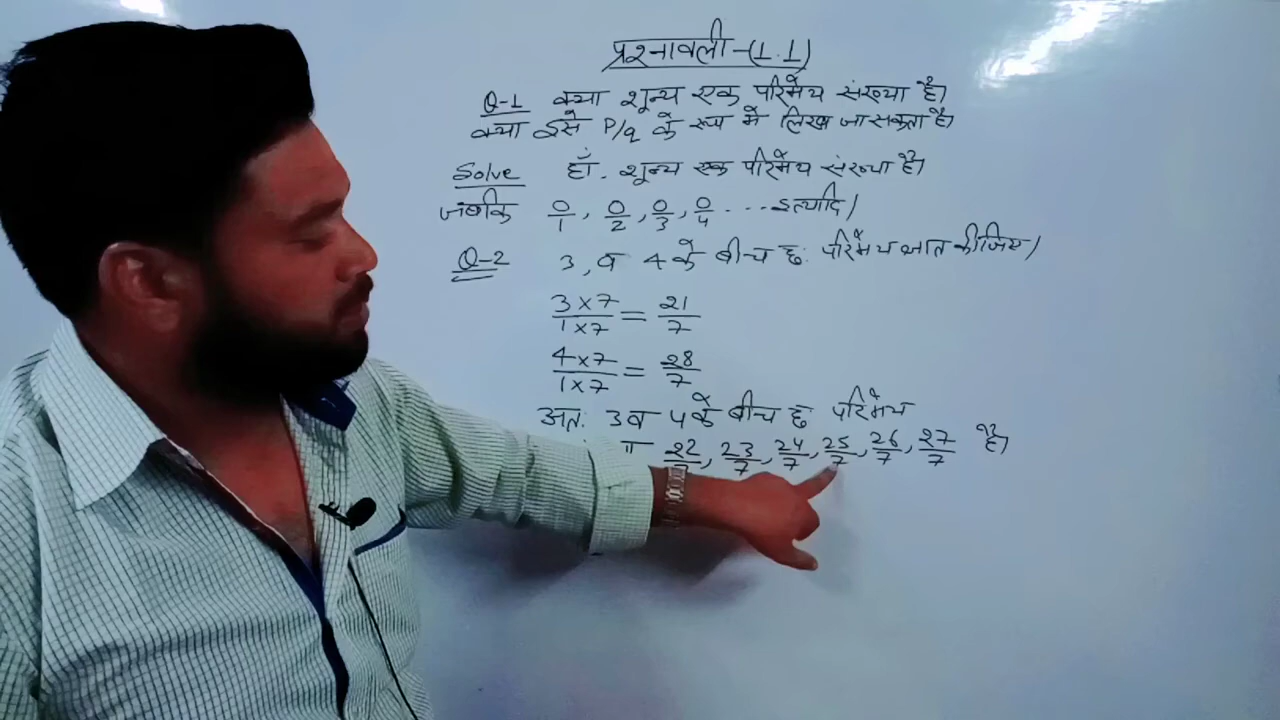 प्रश्नावली-(1.1)
Q-1 क्या शून्य एक परिमेय संख्या है।
क्या इसे P/q के रूप में लिखा जा सकता है।
Solve हाँ. शून्य एक परिमेय संख्या है।
0/1, 0/2, 0/3, 0/4 ....इत्यादि।
Q-2 3, व 4 के बीच छ: परिमेय ज्ञात कीजिए।
3×7/1×7 = 21/7
4×7/1×7 = 28/7
अत: 3 व 4 के बीच छ: परिमेय
22/7, 23/7, 24/7, 25/7, 26/7, 27/7 है।